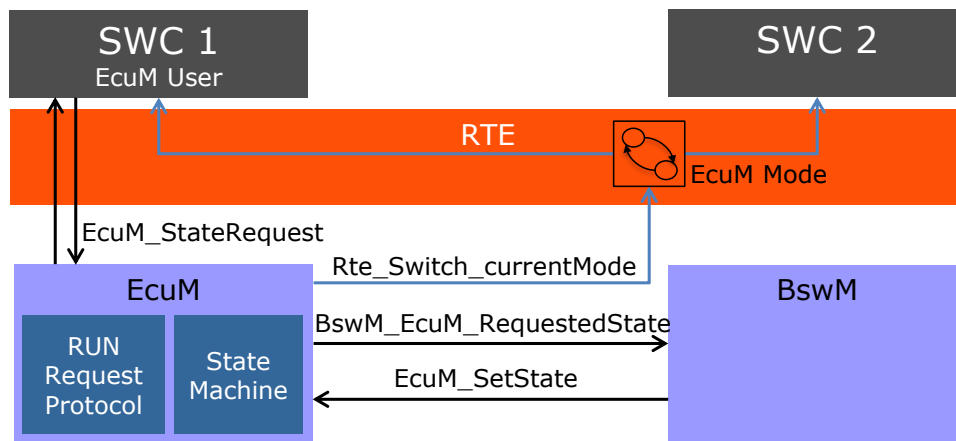 SWC 1
EcuM User
SWC 2
RTE
EcuM Mode
EcuM_StateRequest
Rte_Switch_currentMode
EcuM
BswM
BswM_EcuM_RequestedState
RUN
Request
Protocol
State
Machine
EcuM_SetState